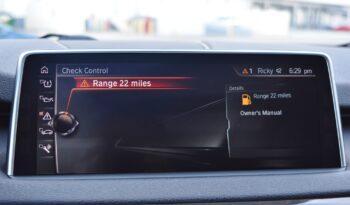 Check Control
1 Ricky 6:29 pm
Range 22 miles
Details
Range 22 miles
Owner's Manual